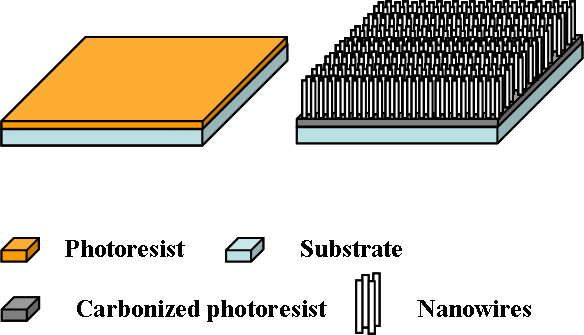 Photoresist
Substrate
Carbonized photoresist
Nanowires